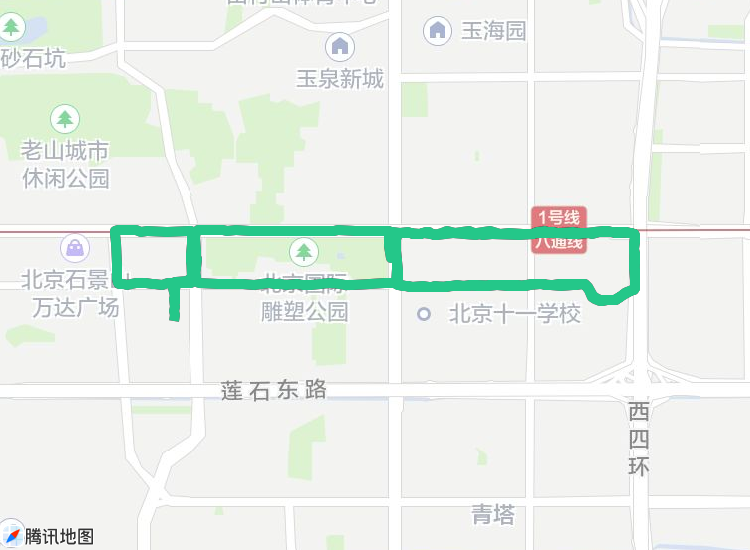 玉海园
砂石坑
玉泉新城
老山城市
休闲公园
1号线
八通线
北京石景山
万达广场
北京国际
雕塑公园
北京十一学校
莲石东路
西四环
青塔
腾讯地图